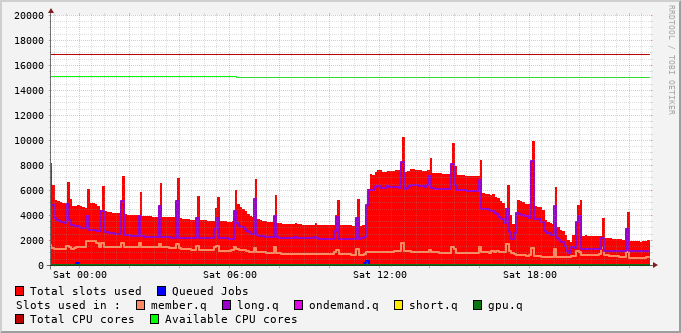 20000
18000
16000
14000
12000
10000
8000
6000
4000
2000
0
Sat 00:00 Sat 06:00 Sat 12:00 Sat 18:00
RRDTOOL / TOBI OETIKER
Total slots used Queued Jobs
Slots used in : member.q long.q ondemand.q short.q gpu.q
Total CPU cores Available CPU cores